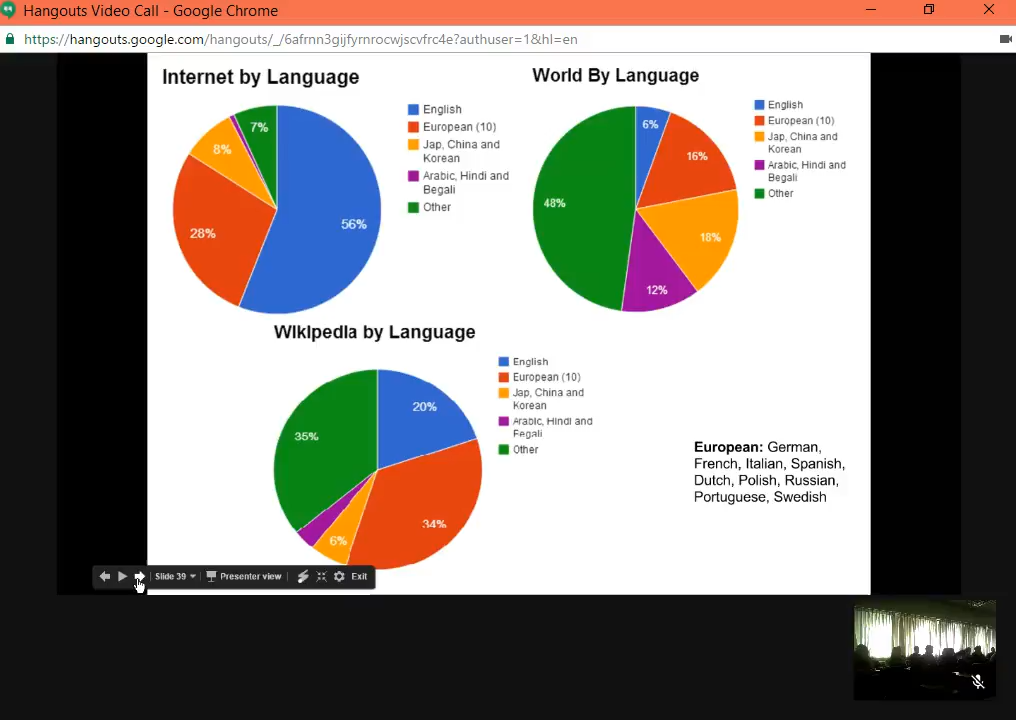 Hangouts Video Call - Google Chrome
https://hangouts.google.com/hangouts/_/6afrnn3gijfyrnrocwjscvfrc4e?authuser=1&hl=en
Internet by Language
7%
8%
28%
56%
English
European (10)
Jap, China and
Korean
Arabic, Hindi and
Begali
Other
World By Language
6%
16%
48%
18%
12%
English
European (10)
Jap, China and
Korean
Arabic, Hindi and
Begali
Other
Wikipedia by Language
20%
35%
34%
6%
English
European (10)
Jap, China and
Korean
Arabic, Hindi and
Begali
Other
European: German,
French, Italian, Spanish,
Dutch, Polish, Russian,
Portuguese, Swedish
Slide 39 Presenter view Exit